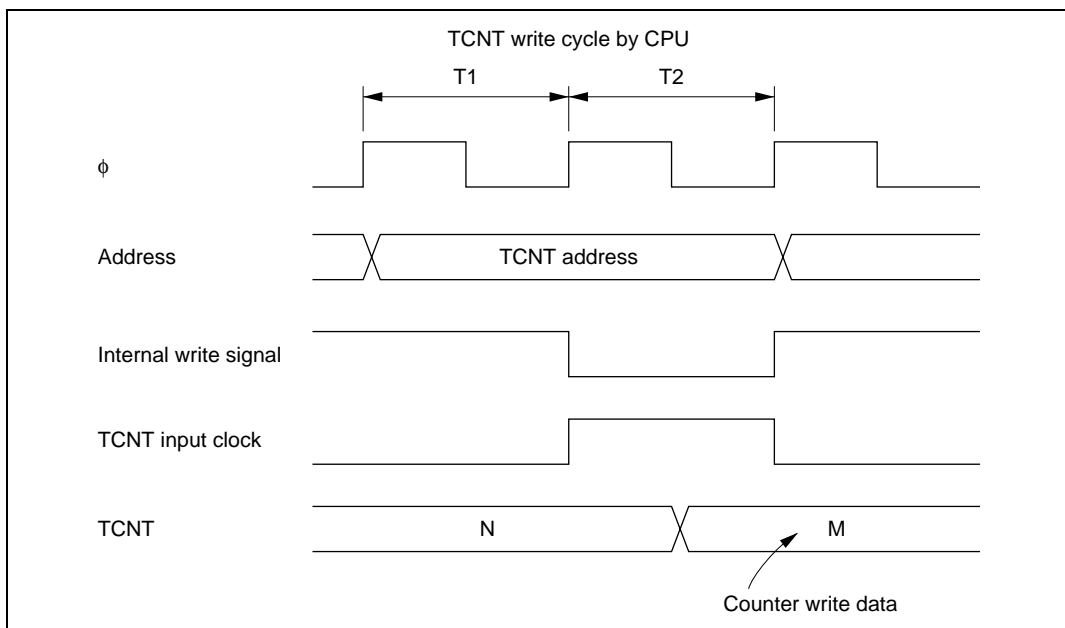 TCNT write cycle by CPU
T1
T2
ϕ
Address
TCNT address
Internal write signal
TCNT input clock
TCNT
N
M
Counter write data